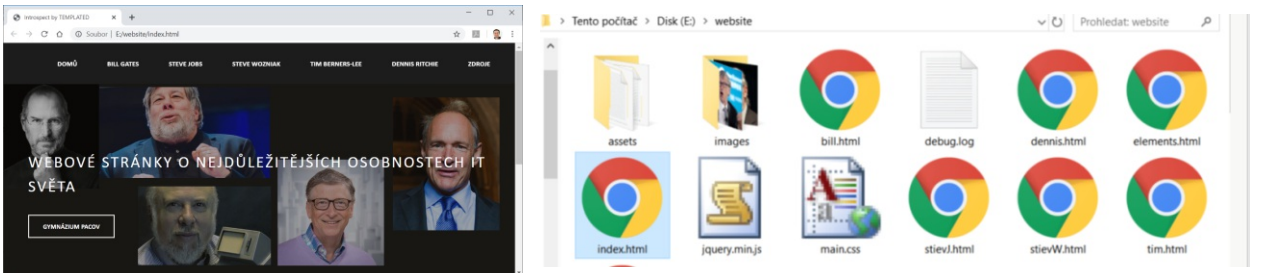 Introspect by TEMPLATED
Soubor | E:/website/index.html
DOMŮ BILL GATES STEVE JOBS STEVE WOZNIAK TIM BERNERS-LEE DENNIS RITCHIE ZDROJE
WEBOVÉ STRÁNKY O NEJDŮLEŽITĚJŠÍCH OSOBNOSTECH IT
SVĚTA
GYMNÁZIUM PACOV
Tento počítač > Disk (E:) > website
Prohledat: website
assets images bill.html debug.log dennis.html elements.html
index.html jquery.min.js main.css stievJ.html stievW.html tim.html